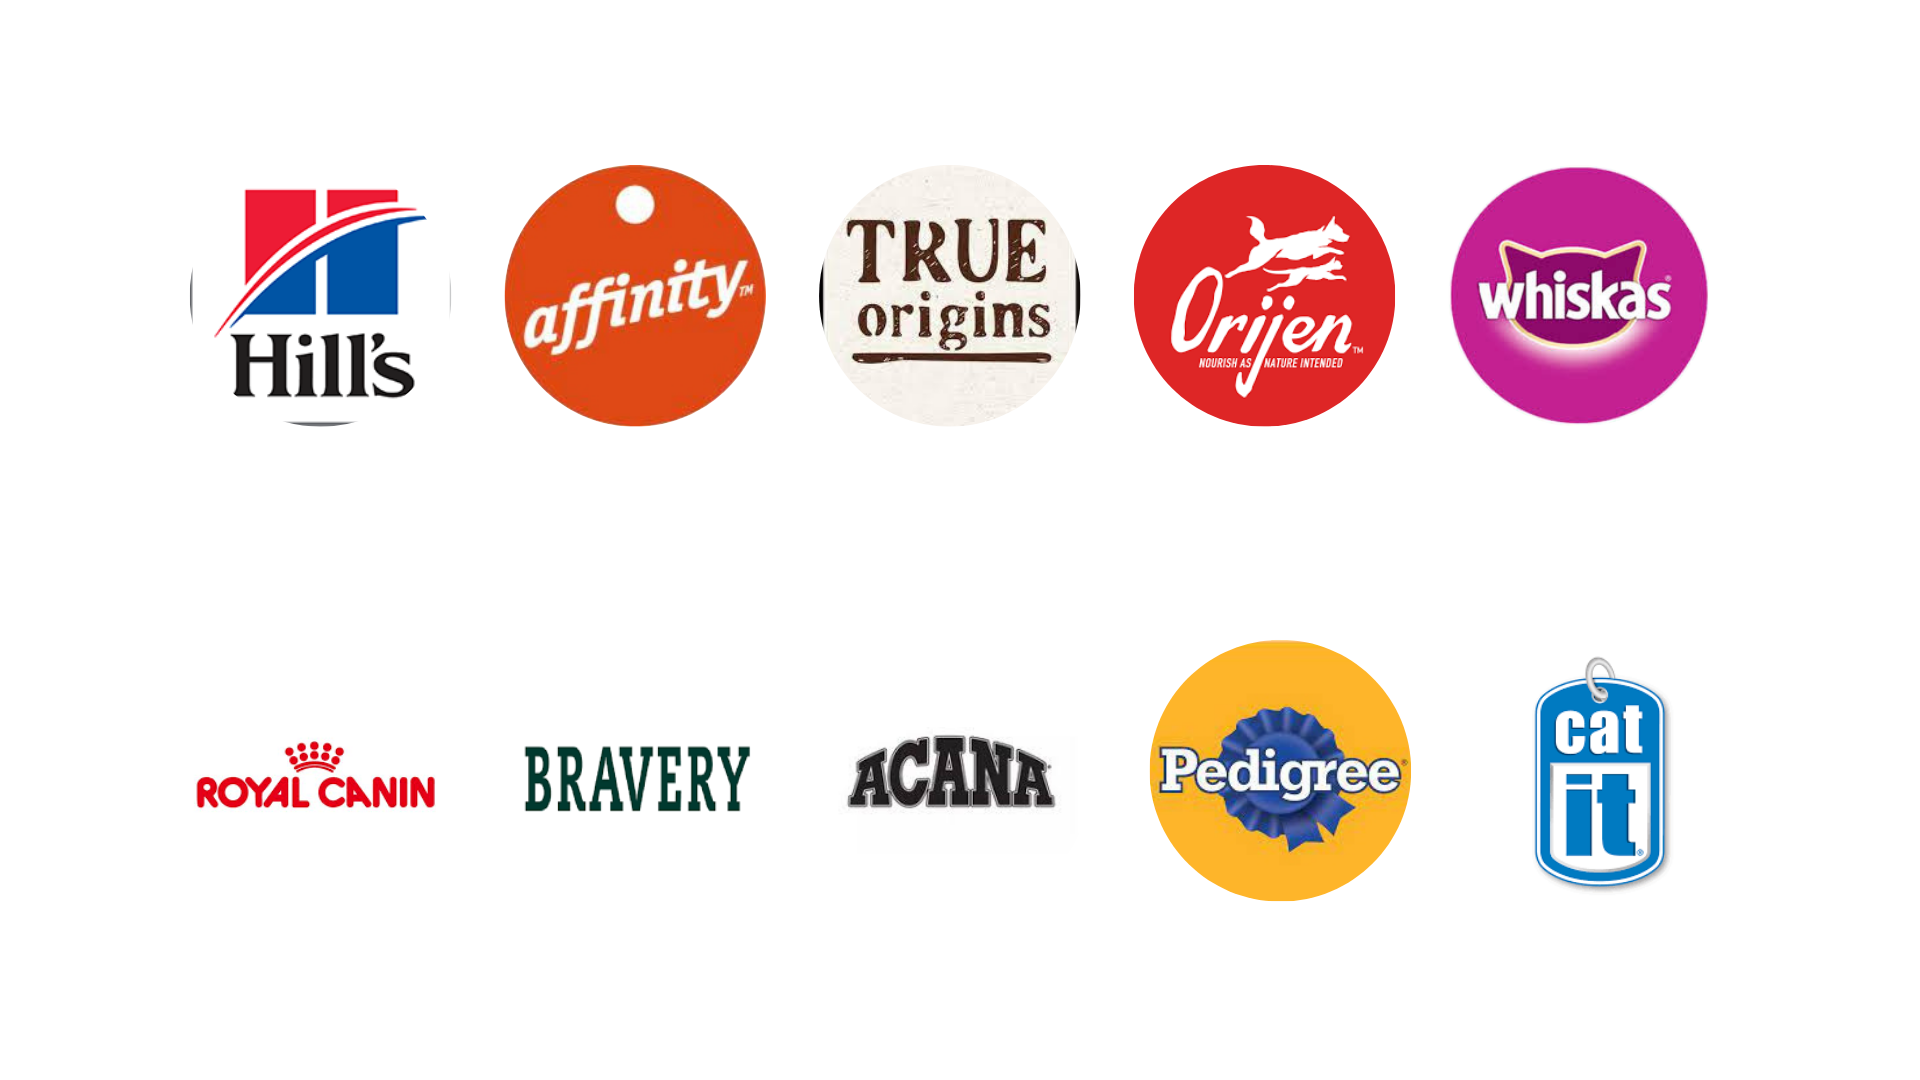 Hill's
affinity™
TRUE
origins
Orijen™
NOURISH AS NATURE INTENDED
whiskas®
ROYAL CANIN
BRAVERY
ACANA
Pedigree®
cat
it®